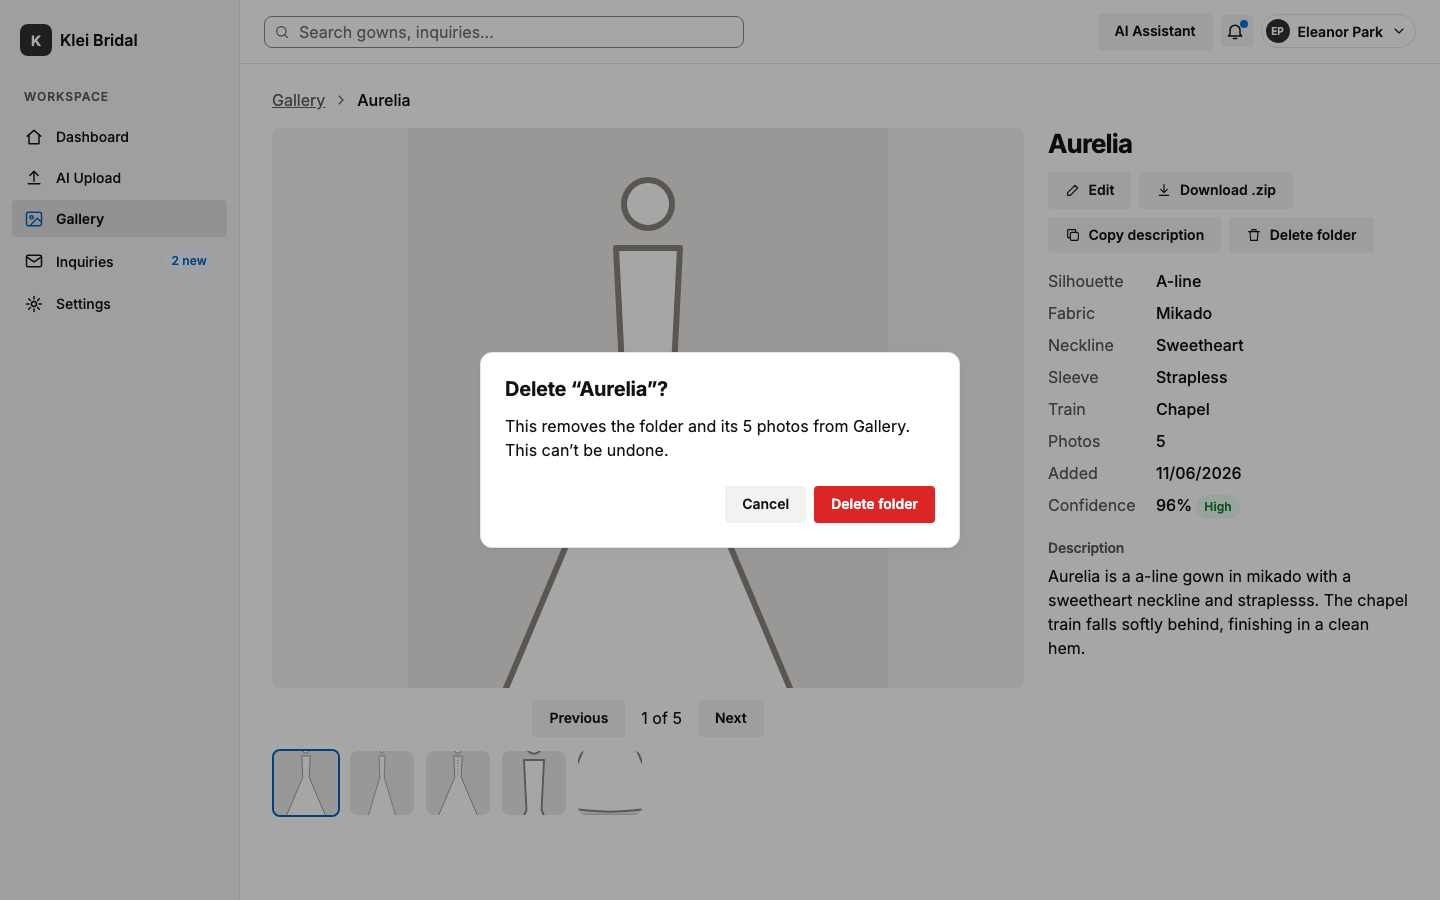 K
Klei Bridal
Search gowns, inquiries...
AI Assistant
EP
Eleanor Park
WORKSPACE
Dashboard
AI Upload
Gallery
Inquiries
2 new
Settings
Gallery > Aurelia
Aurelia
Edit
Download .zip
Copy description
Delete folder
Silhouette A-line
Fabric Mikado
Neckline Sweetheart
Sleeve Strapless
Train Chapel
Photos 5
Added 11/06/2026
Confidence 96% High
Description
Aurelia is a a-line gown in mikado with a
sweetheart neckline and straplesss. The chapel
train falls softly behind, finishing in a clean
hem.
Delete “Aurelia”?
This removes the folder and its 5 photos from Gallery.
This can’t be undone.
Cancel
Delete folder
Previous
1 of 5
Next